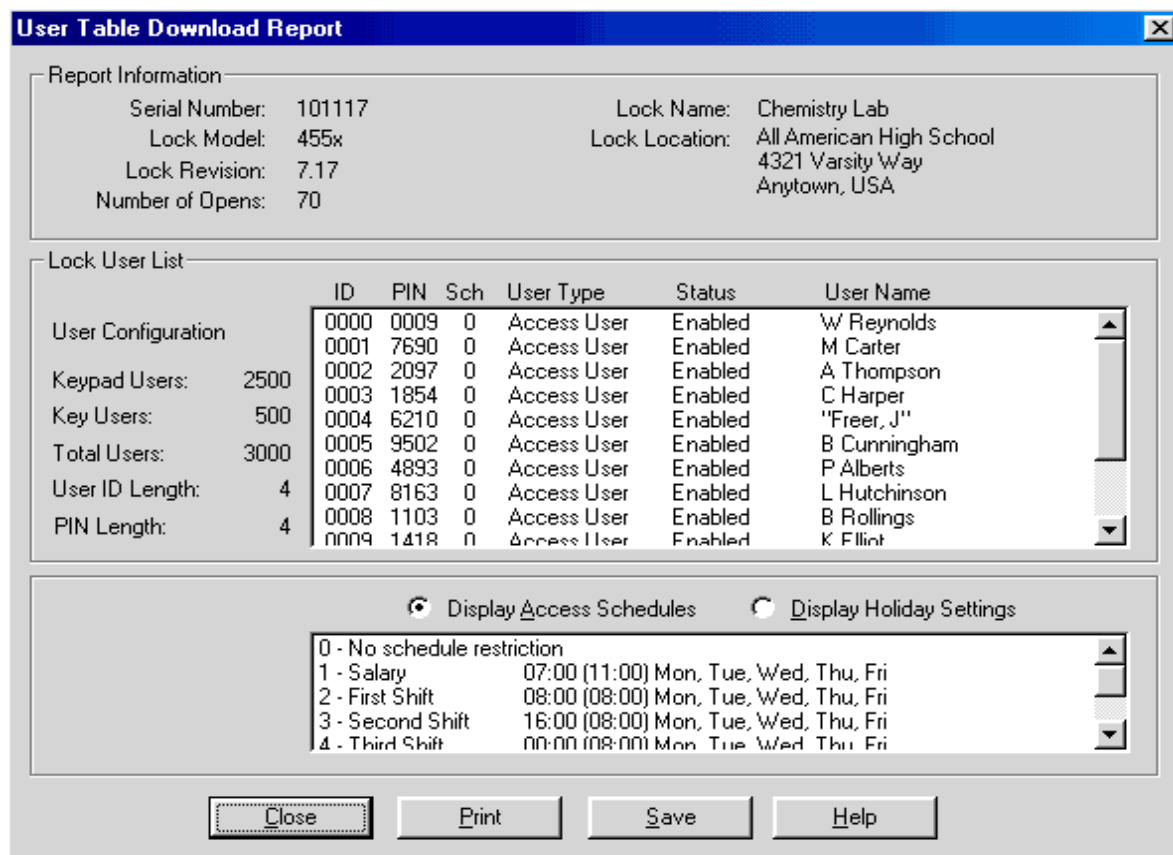 User Table Download Report
Report Information
Serial Number: 101117
Lock Model: 455x
Lock Revision: 7.17
Number of Opens: 70
Lock Name: Chemistry Lab
Lock Location: All American High School
4321 Varsity Way
Anytown, USA
Lock User List
User Configuration
Keypad Users: 2500
Key Users: 500
Total Users: 3000
User ID Length: 4
PIN Length: 4
ID PIN Sch User Type Status User Name
0000 0009 0 Access User Enabled W Reynolds
0001 7690 0 Access User Enabled M Carter
0002 2097 0 Access User Enabled A Thompson
0003 1854 0 Access User Enabled C Harper
0004 6210 0 Access User Enabled "Freer, J"
0005 9502 0 Access User Enabled B Cunningham
0006 4893 0 Access User Enabled P Alberts
0007 8163 0 Access User Enabled L Hutchinson
0008 1103 0 Access User Enabled B Rollings
0009 1418 0 Access User Enabled K Elliot
Display Access Schedules Display Holiday Settings
0 - No schedule restriction
1 - Salary 07:00 (11:00) Mon, Tue, Wed, Thu, Fri
2 - First Shift 08:00 (08:00) Mon, Tue, Wed, Thu, Fri
3 - Second Shift 16:00 (08:00) Mon, Tue, Wed, Thu, Fri
4 - Third Shift 00:00 (08:00) Mon, Tue, Wed, Thu, Fri
Close Print Save Help